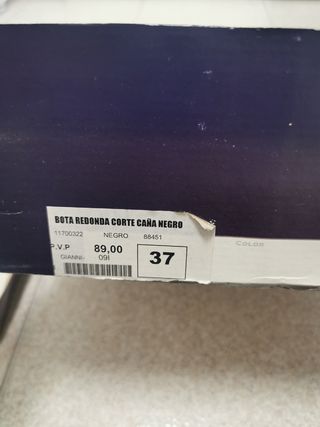 BOTA REDONDA CORTE CAÑA NEGRO
11700322 NEGRO 88451
P.V.P 89,00
GIANNI- 09I
37
COLOR